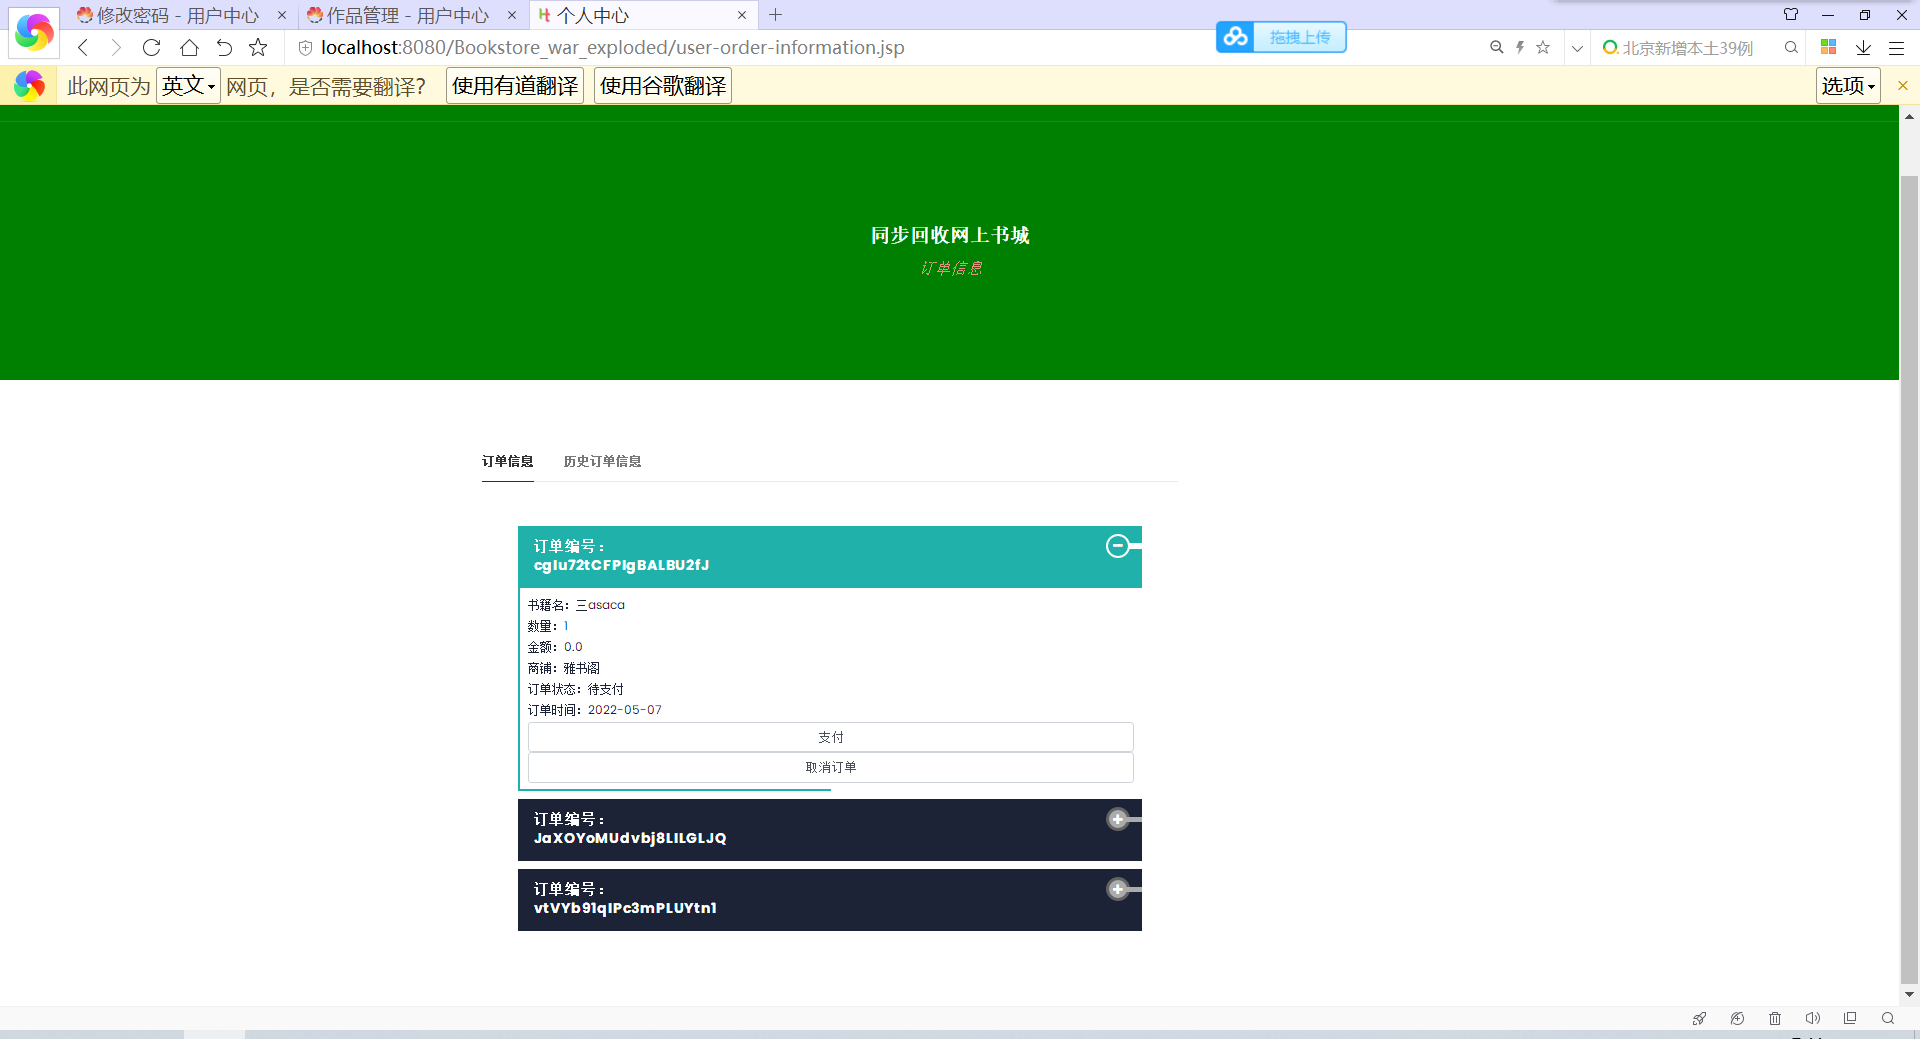 修改密码 - 用户中心
作品管理 - 用户中心
个人中心
localhost:8080/Bookstore_war_exploded/user-order-information.jsp
拖拽上传
北京新增本土39例
此网页为 英文 网页，是否需要翻译？ 使用有道翻译 使用谷歌翻译 选项
同步回收网上书城
订单信息
订单信息 历史订单信息
订单编号：
cglu72tCFPlgBALBU2fJ
书籍名：三asaca
数量：1
金额：0.0
商铺：雅书阁
订单状态：待支付
订单时间：2022-05-07
支付
取消订单
订单编号：
JaXOYoMUdvbj8LILGLJQ
订单编号：
vtVYb91qIPc3mPLUYtn1